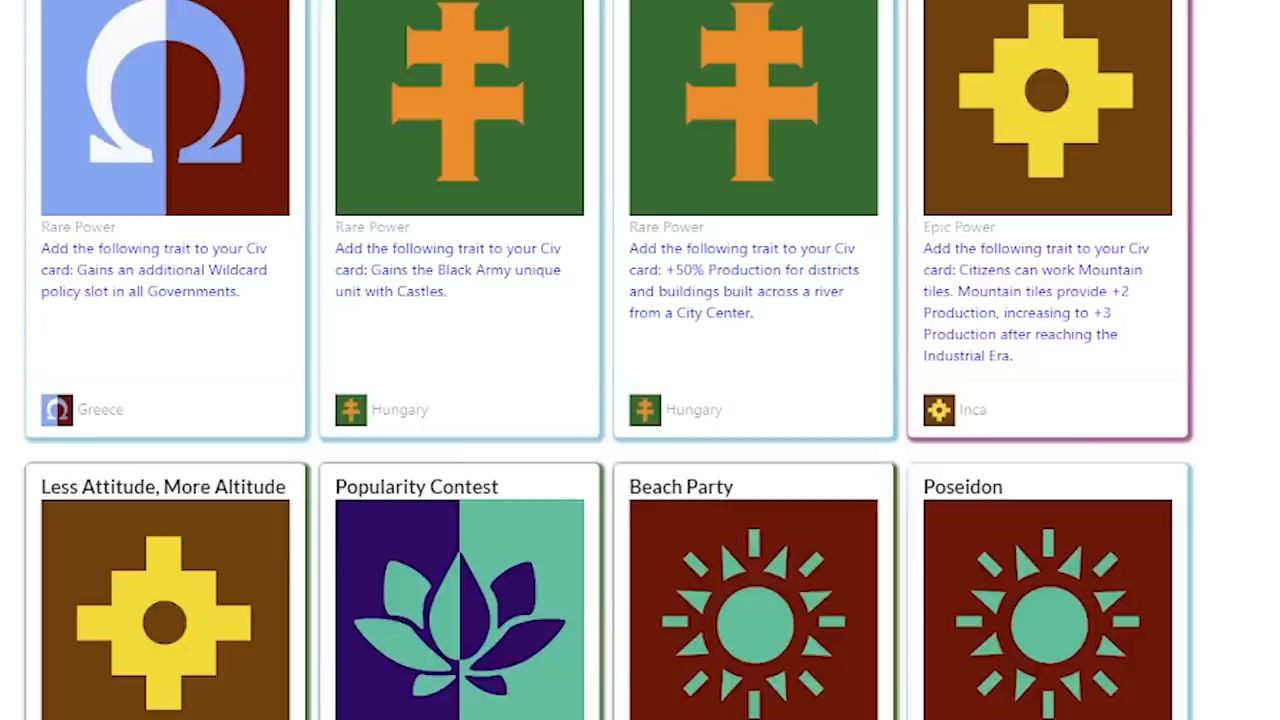 Rare Power
Add the following trait to your Civ
card: Gains an additional Wildcard
policy slot in all Governments.
Greece
Rare Power
Add the following trait to your Civ
card: Gains the Black Army unique
unit with Castles.
Hungary
Rare Power
Add the following trait to your Civ
card: +50% Production for districts
and buildings built across a river
from a City Center.
Hungary
Epic Power
Add the following trait to your Civ
card: Citizens can work Mountain
tiles. Mountain tiles provide +2
Production, increasing to +3
Production after reaching the
Industrial Era.
Inca
Less Attitude, More Altitude
Popularity Contest
Beach Party
Poseidon